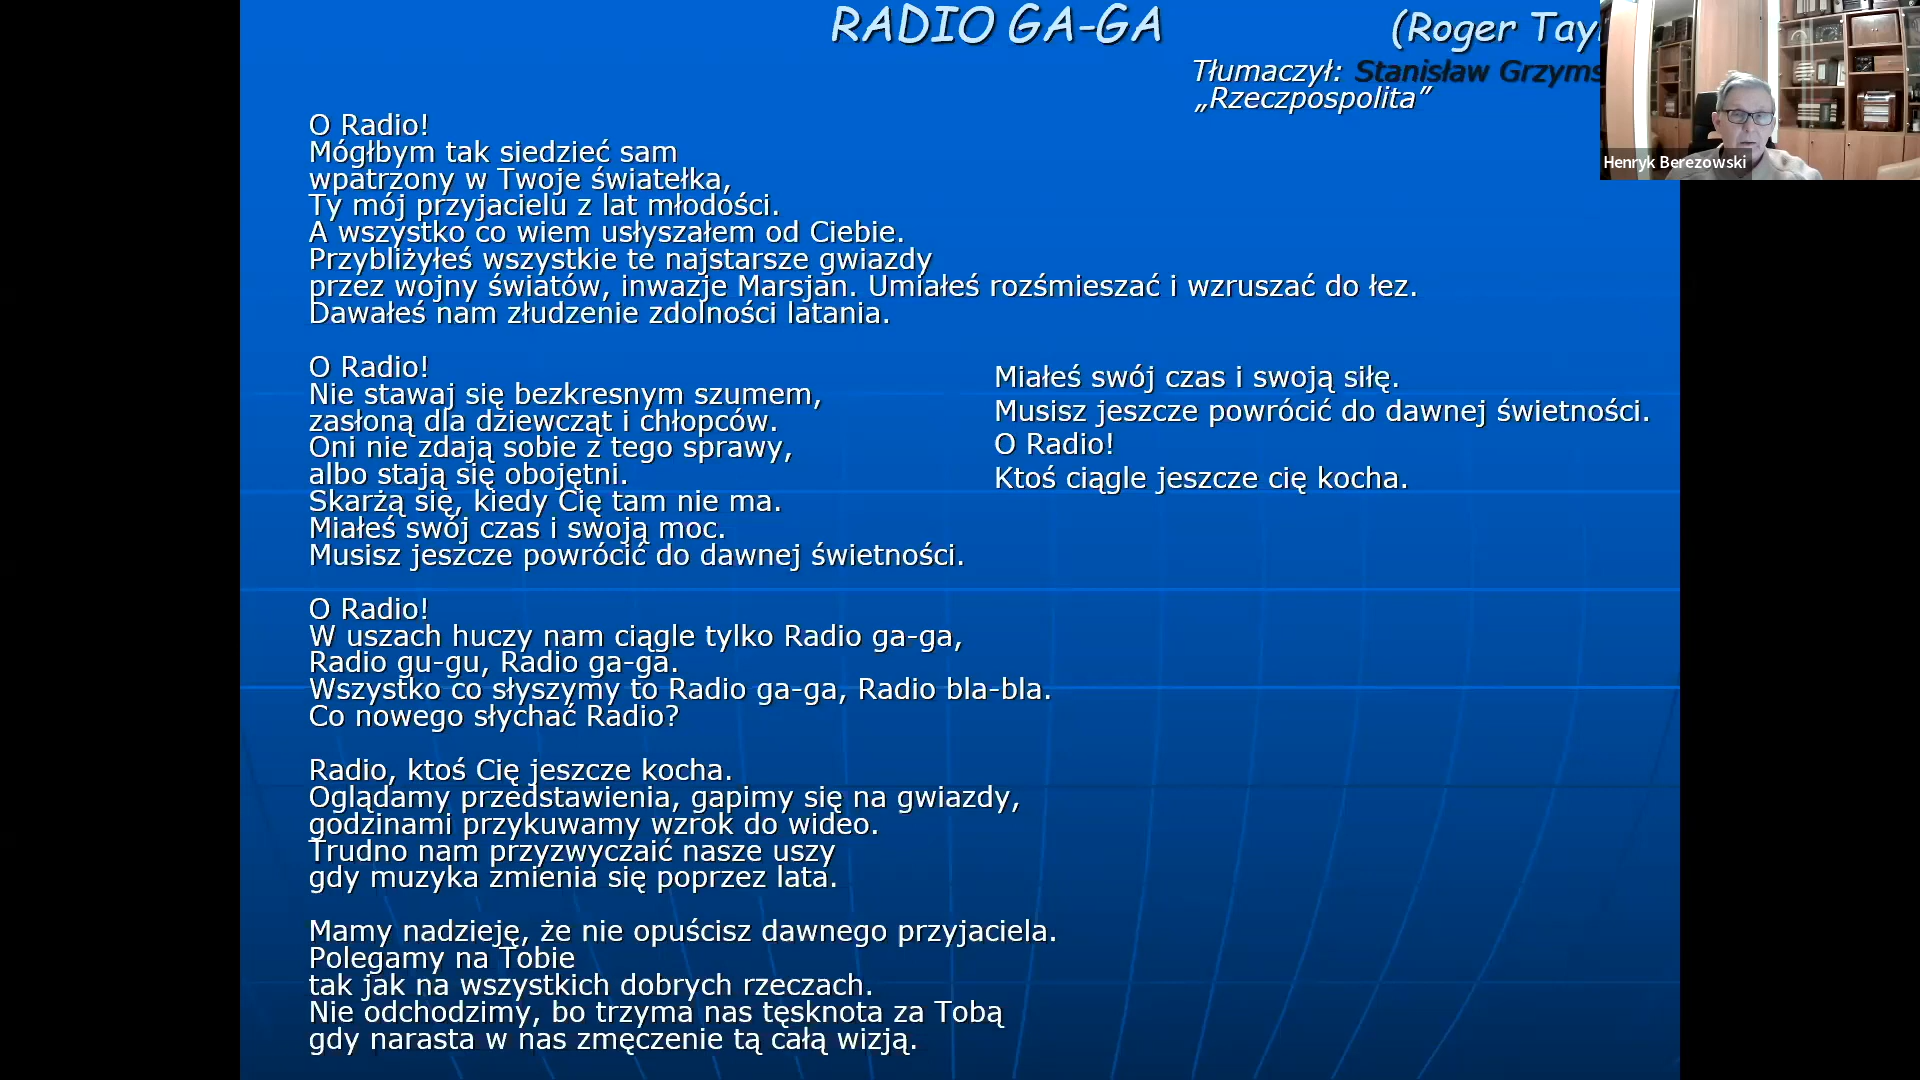 RADIO GA-GA
(Roger
Tłumaczył: Stanisław
„Rzeczpospolita”
Henryk Berezowski
O Radio!
Mógłbym tak siedzieć sam
wpatrzony w Twoje światełka,
Ty mój przyjacielu z lat młodości.
A wszystko co wiem usłyszałem od Ciebie.
Przybliżyłeś wszystkie te najstarsze gwiazdy
przez wojny światów, inwazje Marsjan. Umiałeś rozśmieszać i wzruszać do łez.
Dawałeś nam złudzenie zdolności latania.
O Radio!
Nie stawaj się bezkresnym szumem,
zasłoną dla dziewcząt i chłopców.
Oni nie zdają sobie z tego sprawy,
albo stają się obojętni.
Skarżą się, kiedy Cię tam nie ma.
Miałeś swój czas i swoją moc.
Musisz jeszcze powrócić do dawnej świetności.
O Radio!
W uszach huczy nam ciągle tylko Radio ga-ga,
Radio gu-gu, Radio ga-ga.
Wszystko co słyszymy to Radio ga-ga, Radio bla-bla.
Co nowego słychać Radio?
Radio, ktoś Cię jeszcze kocha.
Oglądamy przedstawienia, gapimy się na gwiazdy,
godzinami przykuwamy wzrok do wideo.
Trudno nam przyzwyczaić nasze uszy
gdy muzyka zmienia się poprzez lata.
Mamy nadzieję, że nie opuścisz dawnego przyjaciela.
Polegamy na Tobie
tak jak na wszystkich dobrych rzeczach.
Nie odchodzimy, bo trzyma nas tęsknota za Tobą
gdy narasta w nas zmęczenie tą całą wizją.
Miałeś swój czas i swoją siłę.
Musisz jeszcze powrócić do dawnej świetności.
O Radio!
Ktoś ciągle jeszcze cię kocha.